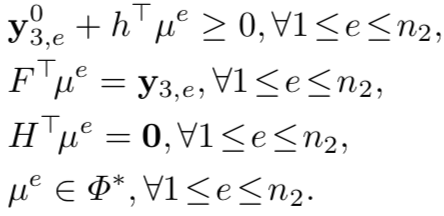 𝐲⁰₃,ₑ + h^⊤ μ^e ≥ 0, ∀1 ≤ e ≤ n₂,
F^⊤ μ^e = 𝐲₃,ₑ, ∀1 ≤ e ≤ n₂,
H^⊤ μ^e = 𝟎, ∀1 ≤ e ≤ n₂,
μ^e ∈ Φ*, ∀1 ≤ e ≤ n₂.